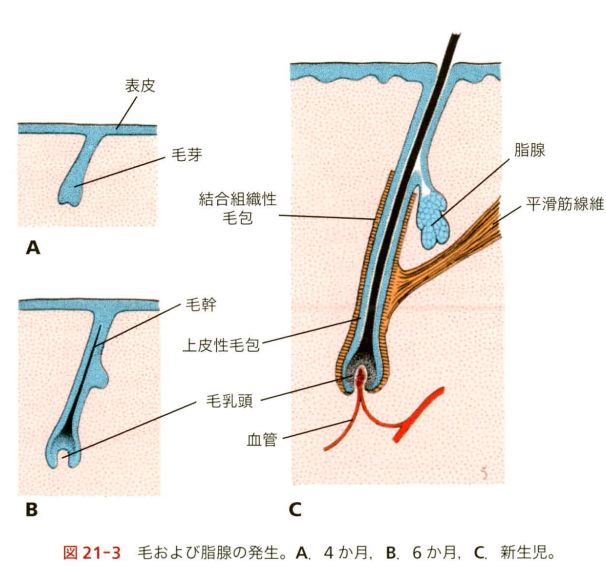 表皮
毛芽
A
毛幹
毛乳頭
B
結合組織性
毛包
上皮性毛包
血管
脂腺
平滑筋線維
C
図 21-3 毛および脂腺の発生。A. 4か月, B. 6か月, C. 新生児。